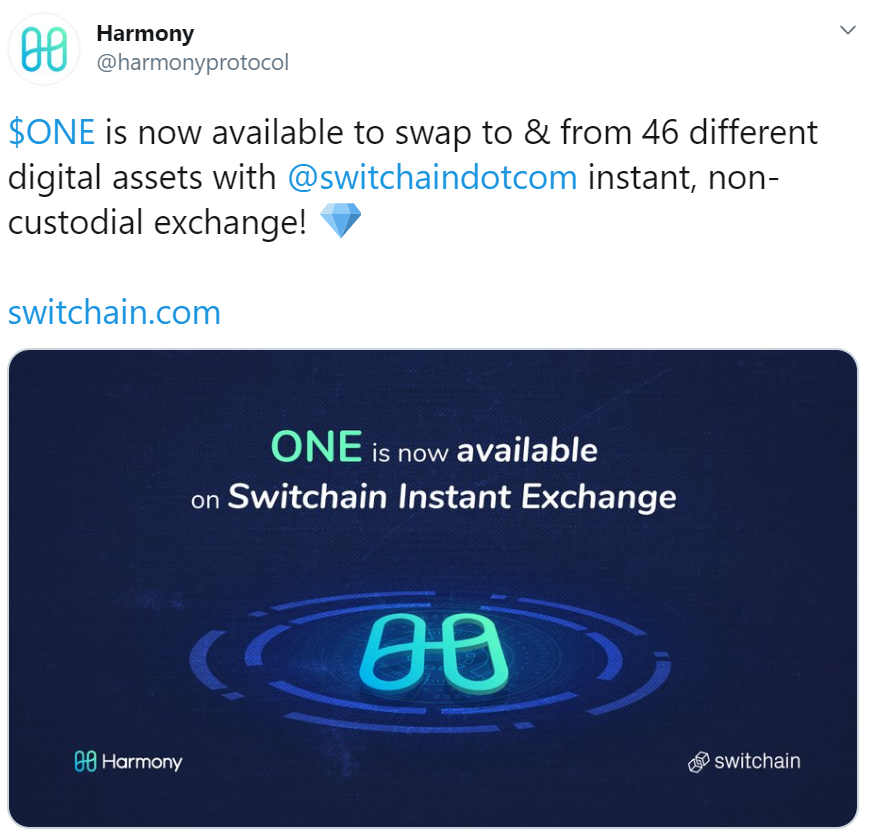 Harmony
@harmonyprotocol
$ONE is now available to swap to & from 46 different
digital assets with @switchaindotcom instant, non-
custodial exchange! 💎
switchain.com
ONE is now available
on Switchain Instant Exchange
Harmony
switchain